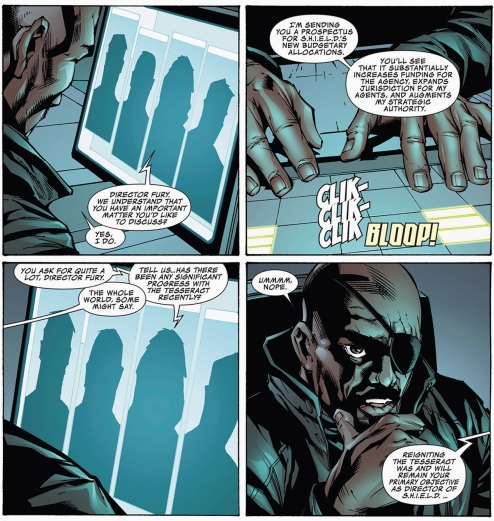 DIRECTOR FURY.
WE UNDERSTAND THAT
YOU HAVE AN IMPORTANT
MATTER YOU'D LIKE
TO DISCUSS?
YES.
I DO.
I'M SENDING
YOU A PROSPECTUS
FOR S.H.I.E.L.D.'S
NEW BUDGETARY
ALLOCATIONS.
YOU'LL SEE
THAT IT SUBSTANTIALLY
INCREASES FUNDING FOR
THE AGENCY, EXPANDS
JURISDICTION FOR MY
AGENTS, AND AUGMENTS
MY STRATEGIC
AUTHORITY.
CLIK-
CLIK-
CLIK
BLOOP!
YOU ASK FOR QUITE A
LOT, DIRECTOR FURY.
THE WHOLE
WORLD, SOME
MIGHT SAY.
TELL US...HAS THERE
BEEN ANY SIGNIFICANT
PROGRESS WITH
THE TESSERACT
RECENTLY?
UMMMM,
NOPE.
REIGNITING
THE TESSERACT
WAS AND WILL
REMAIN YOUR
PRIMARY OBJECTIVE
AS DIRECTOR OF
S.H.I.E.L.D. ...